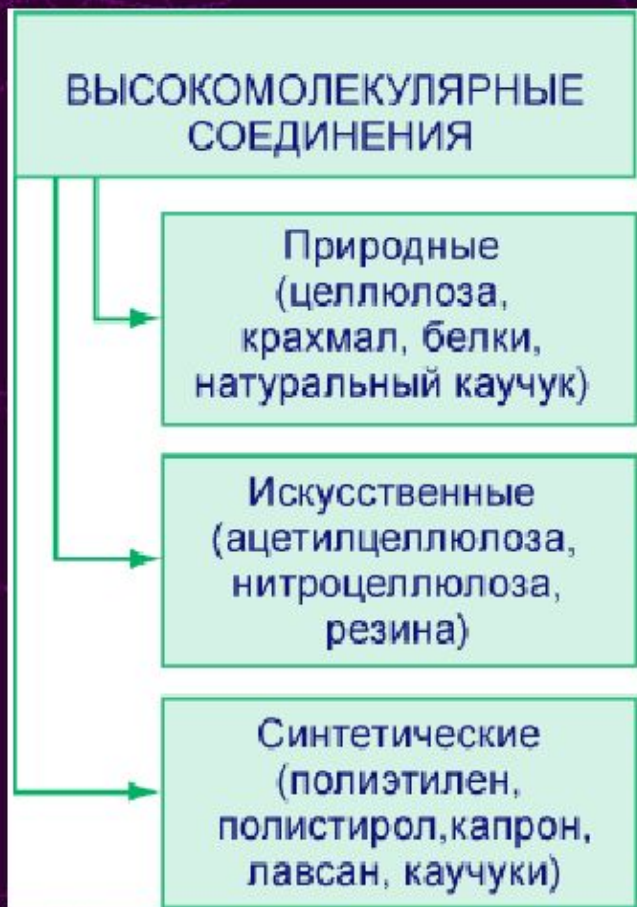 ВЫСОКОМОЛЕКУЛЯРНЫЕ
СОЕДИНЕНИЯ
Природные
(целлюлоза,
крахмал, белки,
натуральный каучук)
Искусственные
(ацетилцеллюлоза,
нитроцеллюлоза,
резина)
Синтетические
(полиэтилен,
полистирол,капрон,
лавсан, каучуки)